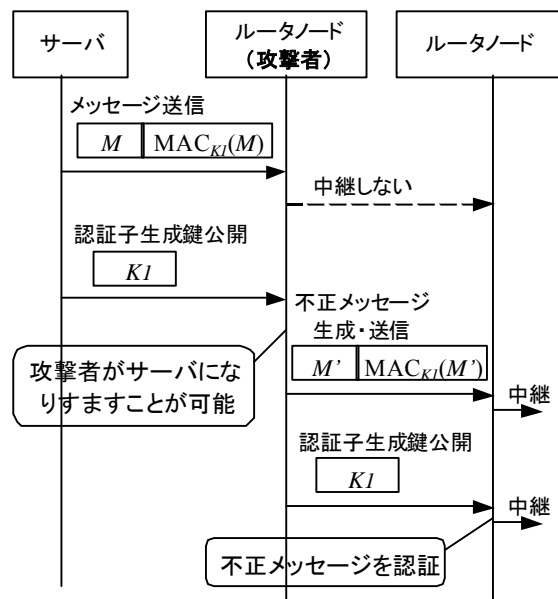 サーバ
ルータノード
(攻撃者)
ルータノード
メッセージ送信
M MAC_{K1}(M)
中継しない
認証子生成鍵公開
K1
不正メッセージ
生成・送信
攻撃者がサーバにな
りすますことが可能
M’ MAC_{K1}(M’)
中継
認証子生成鍵公開
K1
中継
不正メッセージを認証